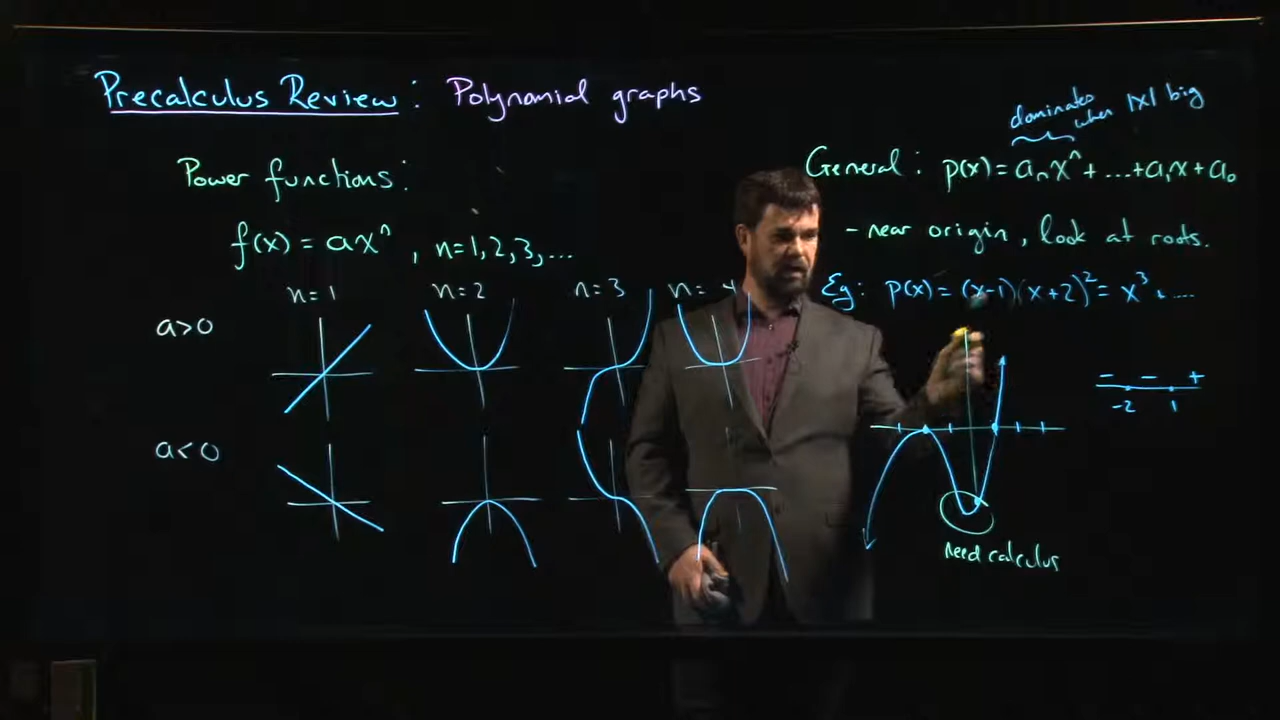 Precalculus Review: Polynomial graphs
dominates when |x| big
Power functions:
General: p(x) = aₙxⁿ + ... + a₁x + a₀
f(x) = axⁿ, n=1,2,3,...
- near origin, look at roots.
n=1 n=2 n=3 n=4
Eg: p(x) = (x-1)(x+2)² = x³ + ....
a>0
- - +
-2 1
a<0
need calculus